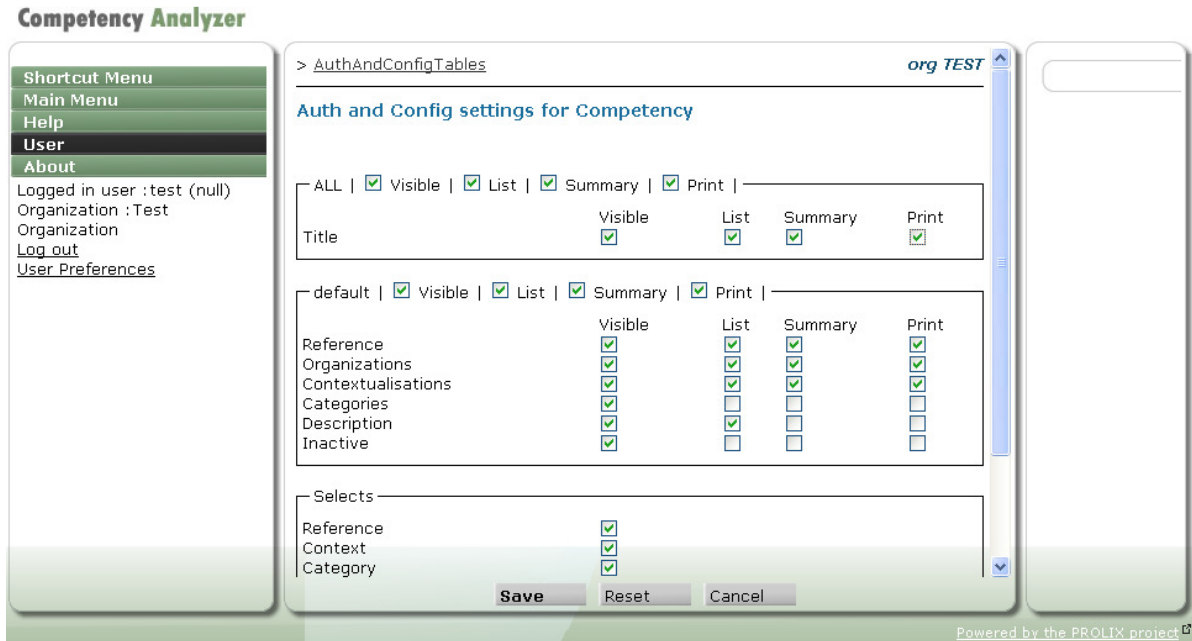 Competency Analyzer
Shortcut Menu
Main Menu
Help
User
About
Logged in user :test (null)
Organization :Test
Organization
Log out
User Preferences
> AuthAndConfigTables org TEST
Auth and Config settings for Competency
ALL | Visible | List | Summary | Print |
Visible List Summary Print
Title
default | Visible | List | Summary | Print |
Visible List Summary Print
Reference
Organizations
Contextualisations
Categories
Description
Inactive
Selects
Reference
Context
Category
Save Reset Cancel
Powered by the PROLIX project